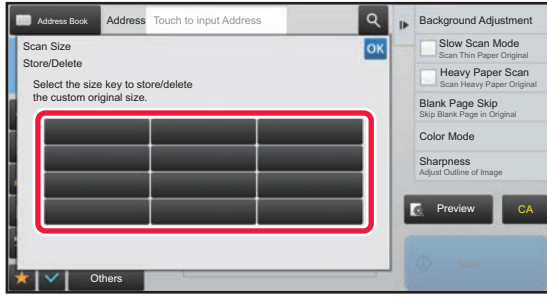 Address Book
Address
Touch to input Address
Scan Size
OK
Store/Delete
Select the size key to store/delete
the custom original size.
Others
Background Adjustment
Slow Scan Mode
Scan Thin Paper Original
Heavy Paper Scan
Scan Heavy Paper Original
Blank Page Skip
Skip Blank Page in Original
Color Mode
Sharpness
Adjust Outline of Image
Preview
CA